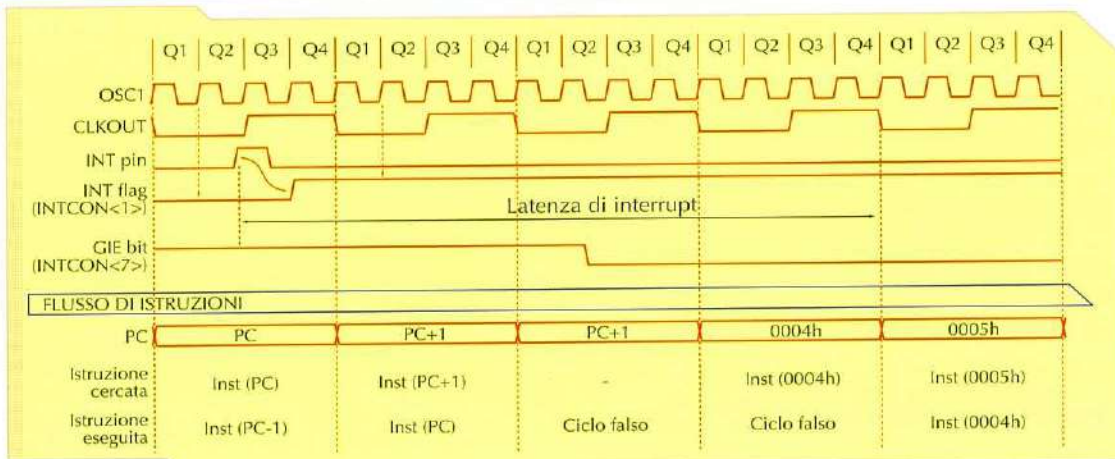 Q1 Q2 Q3 Q4 Q1 Q2 Q3 Q4 Q1 Q2 Q3 Q4 Q1 Q2 Q3 Q4 Q1 Q2 Q3 Q4
OSC1
CLKOUT
INT pin
INT flag
(INTCON<1>)
Latenza di interrupt
GIE bit
(INTCON<7>)
FLUSSO DI ISTRUZIONI
PC PC PC+1 PC+1 0004h 0005h
Istruzione
cercata
Inst (PC) Inst (PC+1) - Inst (0004h) Inst (0005h)
Istruzione
eseguita
Inst (PC-1) Inst (PC) Ciclo falso Ciclo falso Inst (0004h)